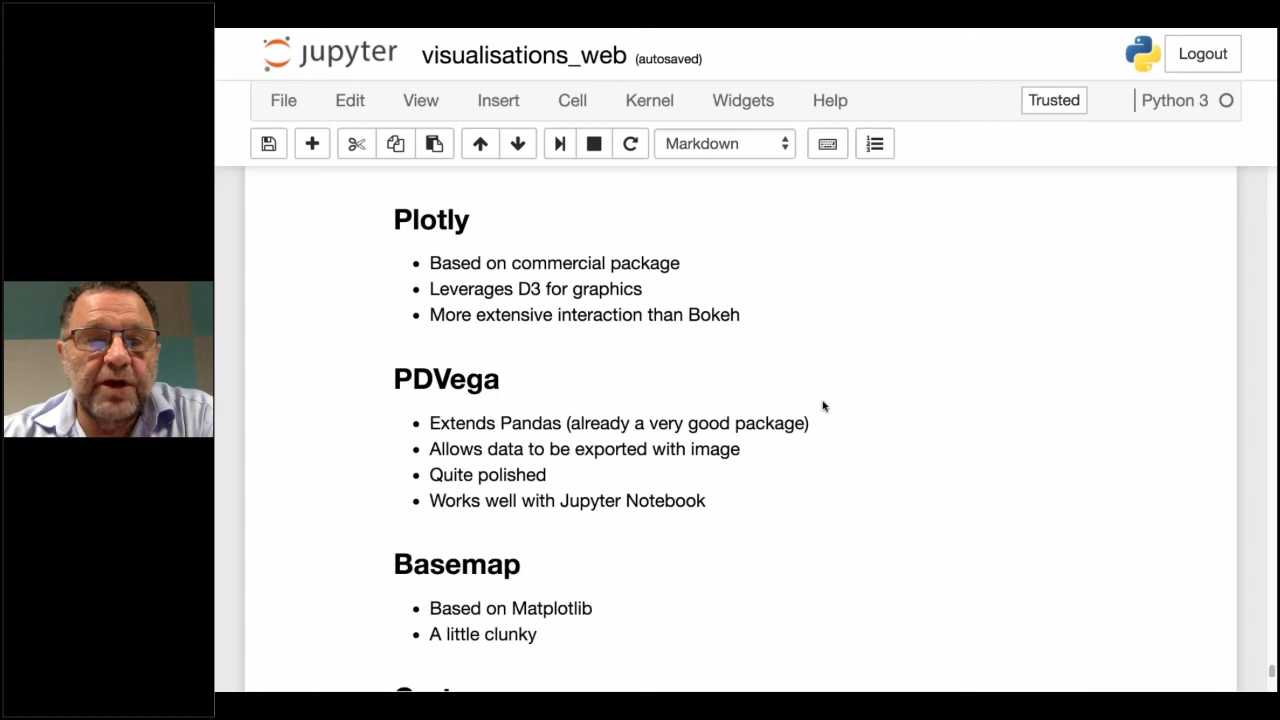 jupyter visualisations_web (autosaved) Logout
File Edit View Insert Cell Kernel Widgets Help Trusted Python 3
Markdown
Plotly
Based on commercial package
Leverages D3 for graphics
More extensive interaction than Bokeh
PDVega
Extends Pandas (already a very good package)
Allows data to be exported with image
Quite polished
Works well with Jupyter Notebook
Basemap
Based on Matplotlib
A little clunky